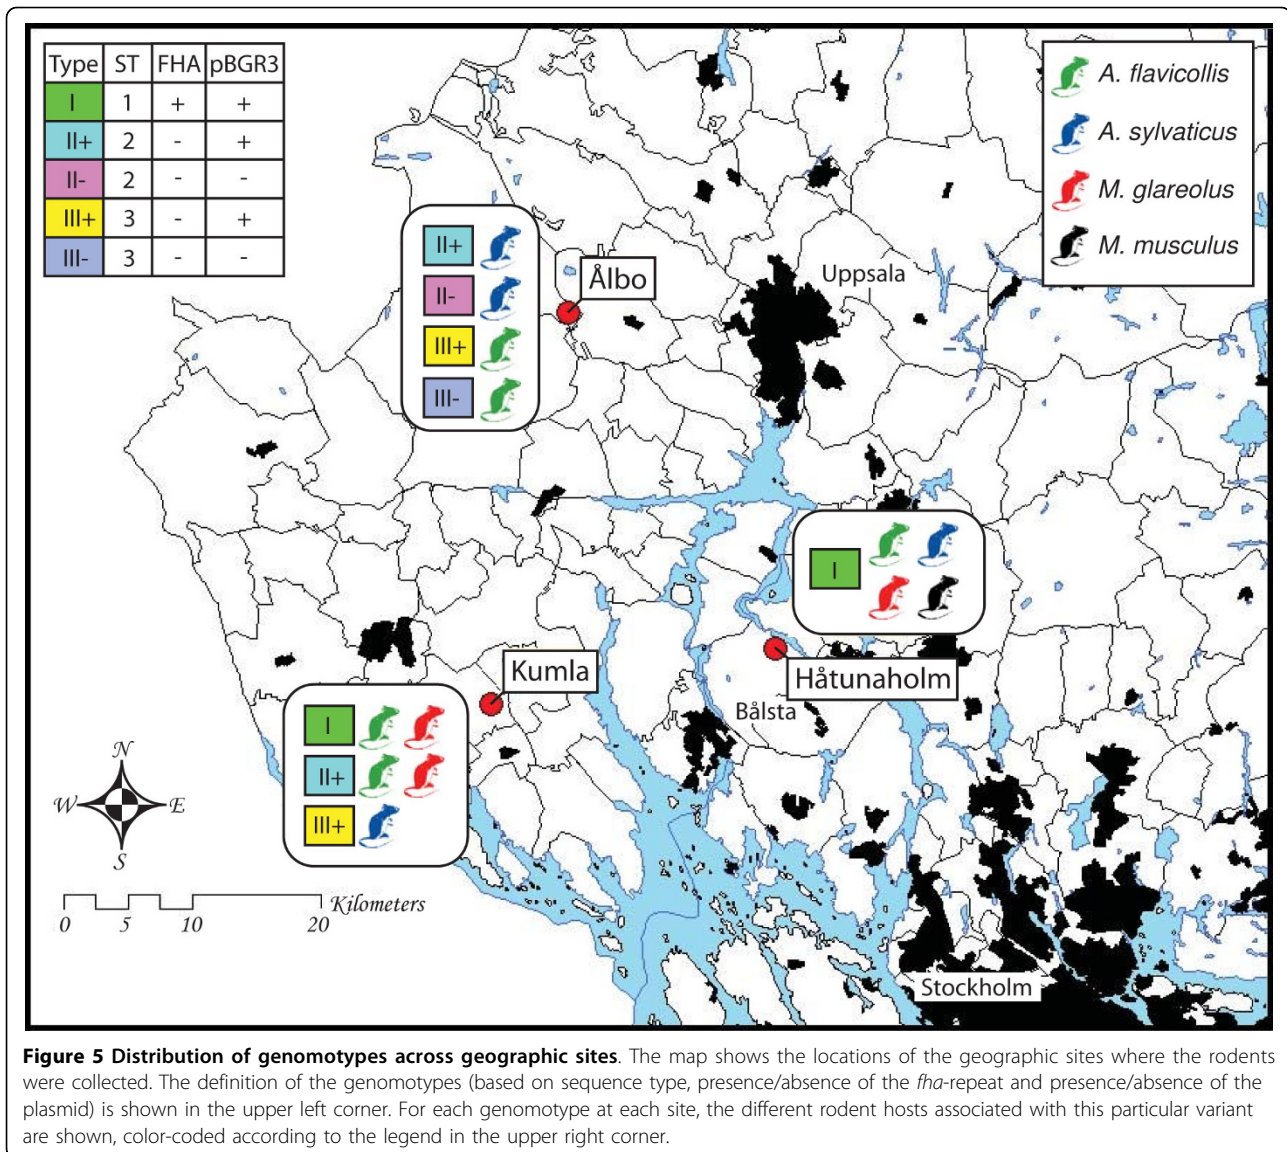 Type ST FHA pBGR3
I 1 + +
II+ 2 - +
II- 2 - -
III+ 3 - +
III- 3 - -
A. flavicollis
A. sylvaticus
M. glareolus
M. musculus
II+
II-
III+
III-
Ålbo
Uppsala
I
Håtunaholm
Bålsta
Kumla
I
II+
III+
N
W E
S
0 5 10 20 Kilometers
Stockholm
Figure 5 Distribution of genomotypes across geographic sites. The map shows the locations of the geographic sites where the rodents
were collected. The definition of the genomotypes (based on sequence type, presence/absence of the fha-repeat and presence/absence of the
plasmid) is shown in the upper left corner. For each genomotype at each site, the different rodent hosts associated with this particular variant
are shown, color-coded according to the legend in the upper right corner.